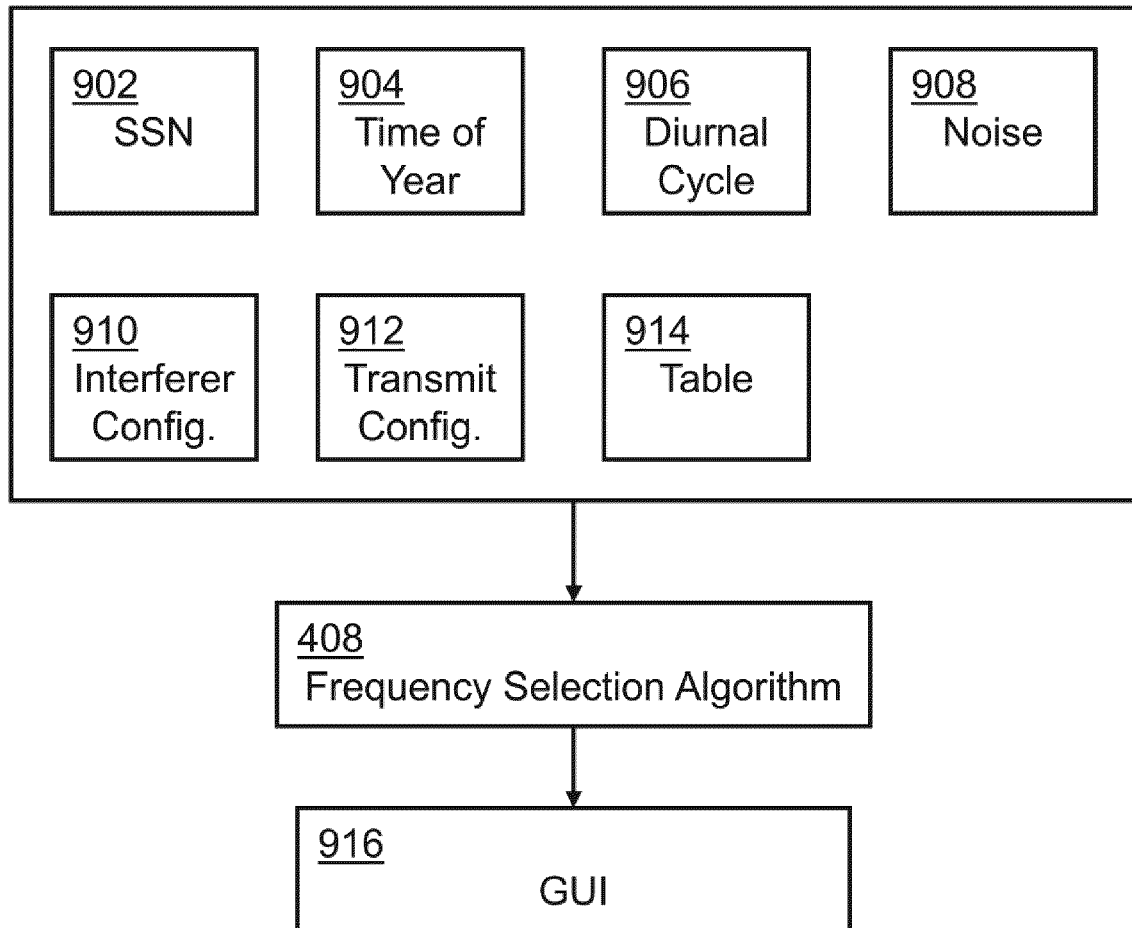 902
SSN
904
Time of
Year
906
Diurnal
Cycle
908
Noise
910
Interferer
Config.
912
Transmit
Config.
914
Table
408
Frequency Selection Algorithm
916
GUI